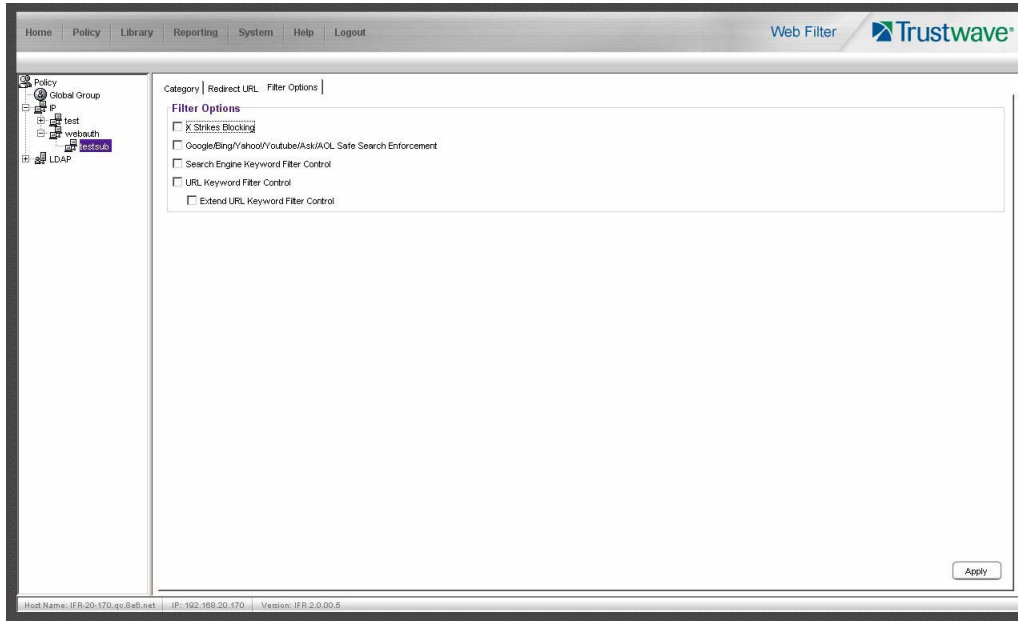 Home Policy Library Reporting System Help Logout
Web Filter Trustwave®
Policy
Global Group
IP
test
webauth
testsub
LDAP
Category Redirect URL Filter Options
Filter Options
X Strikes Blocking
Google/Bing/Yahoo!/Youtube/Ask/AOL Safe Search Enforcement
Search Engine Keyword Filter Control
URL Keyword Filter Control
Extend URL Keyword Filter Control
Apply
Host Name: IFR-20-170.qc.8e6.net IP: 192.168.20.170 Version: IFR 2.0.00.5